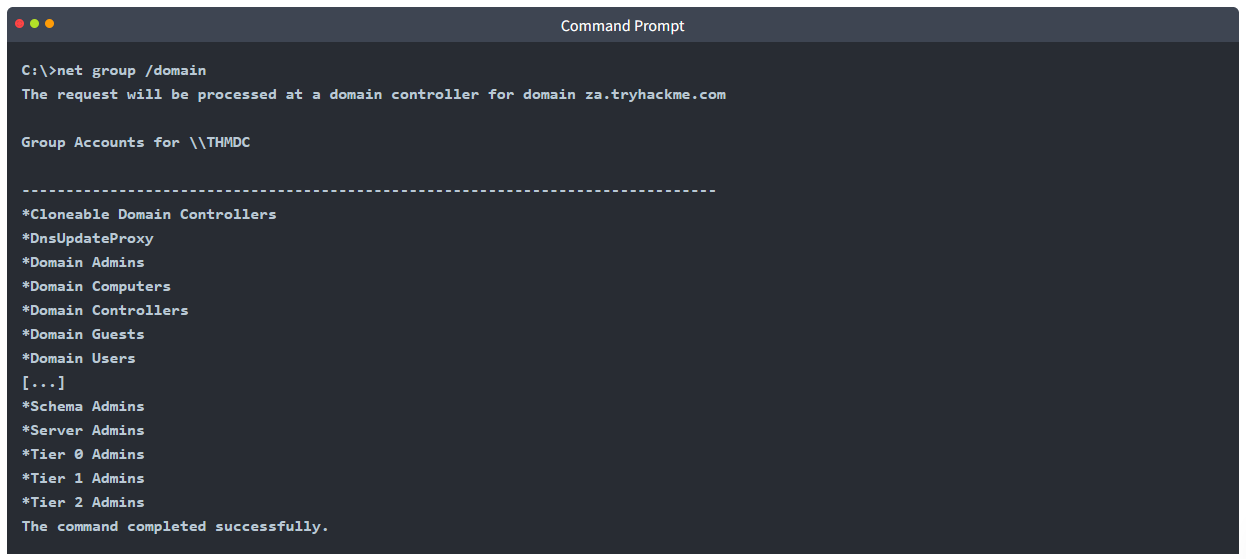 Command Prompt
C:\>net group /domain
The request will be processed at a domain controller for domain za.tryhackme.com
Group Accounts for \\THMDC
-------------------------------------------------------------------------------
*Cloneable Domain Controllers
*DnsUpdateProxy
*Domain Admins
*Domain Computers
*Domain Controllers
*Domain Guests
*Domain Users
[...]
*Schema Admins
*Server Admins
*Tier 0 Admins
*Tier 1 Admins
*Tier 2 Admins
The command completed successfully.